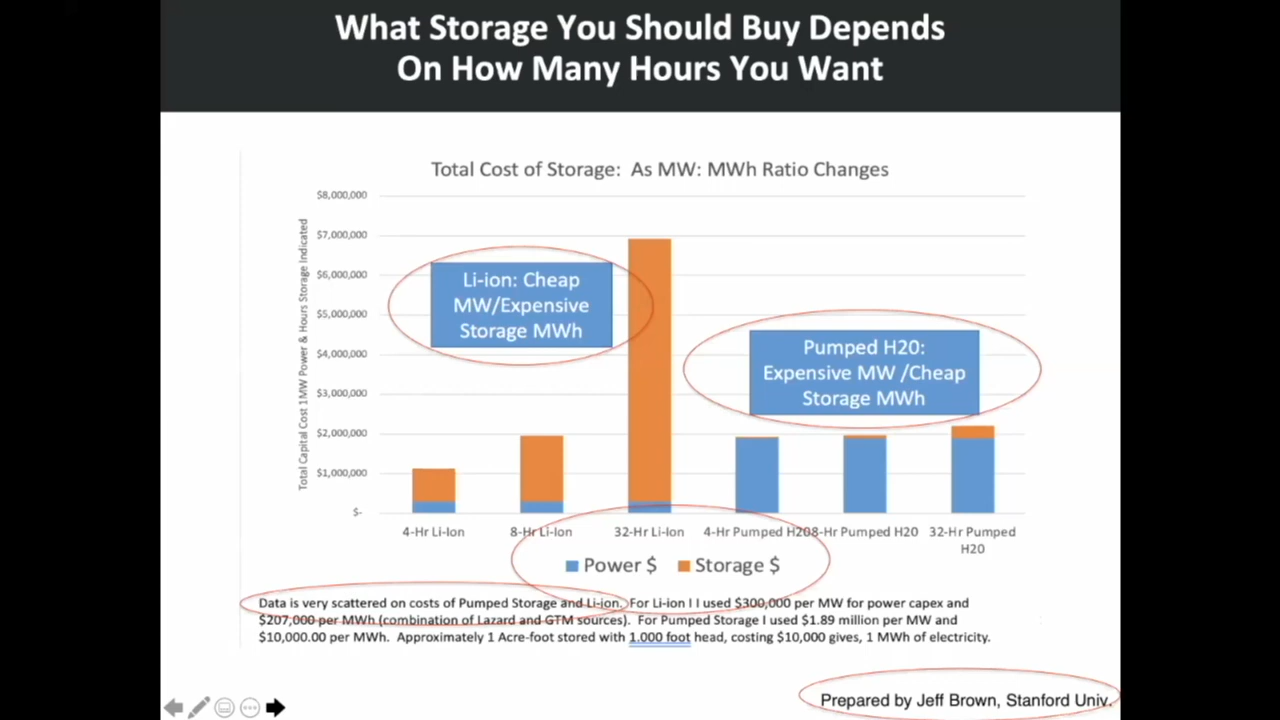 What Storage You Should Buy Depends
On How Many Hours You Want
Total Cost of Storage: As MW: MWh Ratio Changes
Total Capital Cost 1MW Power & Hours Storage Indicated
$8,000,000
$7,000,000
$6,000,000
$5,000,000
$4,000,000
$3,000,000
$2,000,000
$1,000,000
$-
Li-ion: Cheap
MW/Expensive
Storage MWh
Pumped H20:
Expensive MW /Cheap
Storage MWh
4-Hr Li-Ion
8-Hr Li-Ion
32-Hr Li-Ion
4-Hr Pumped H20
8-Hr Pumped H20
32-Hr Pumped
H20
Power $
Storage $
Data is very scattered on costs of Pumped Storage and Li-ion. For Li-ion I I used $300,000 per MW for power capex and
$207,000 per MWh (combination of Lazard and GTM sources). For Pumped Storage I used $1.89 million per MW and
$10,000.00 per MWh. Approximately 1 Acre-foot stored with 1.000 foot head, costing $10,000 gives, 1 MWh of electricity.
Prepared by Jeff Brown, Stanford Univ.